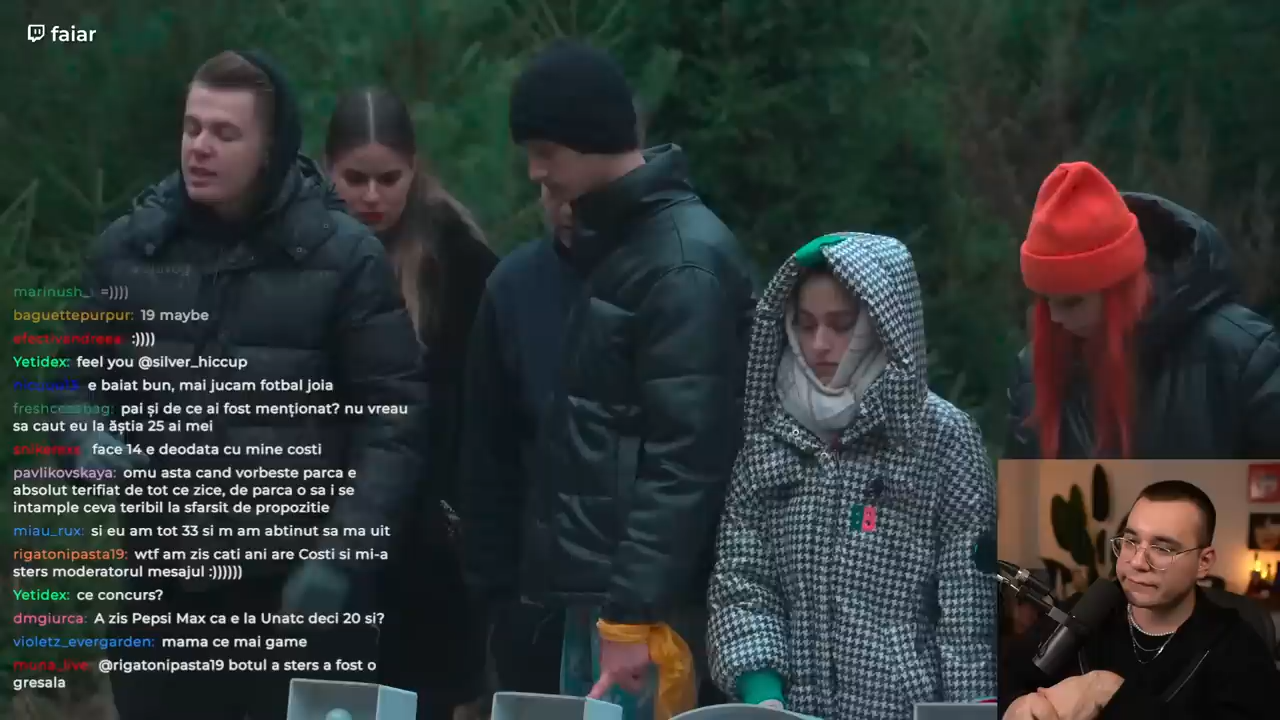 faiar
marinush_: =))))
baguettepurpur: 19 maybe
:))))
Yetidex: feel you @silver_hiccup
e baiat bun, mai jucam fotbal joia
pai și de ce ai fost menționat? nu vreau
sa caut eu la ăștia 25 ai mei
face 14 e deodata cu mine costi
pavlikovskaya: omu asta cand vorbeste parca e
absolut terifiat de tot ce zice, de parca o sa i se
intample ceva teribil la sfarsit de propozitie
miau_rux: si eu am tot 33 si m am abtinut sa ma uit
rigatonipasta19: wtf am zis cati ani are Costi si mi-a
sters moderatorul mesajul :))))))
Yetidex: ce concurs?
dmgiurca: A zis Pepsi Max ca e la Unatc deci 20 si?
violetz_evergarden: mama ce mai game
@rigatonipasta19 botul a sters a fost o
gresala